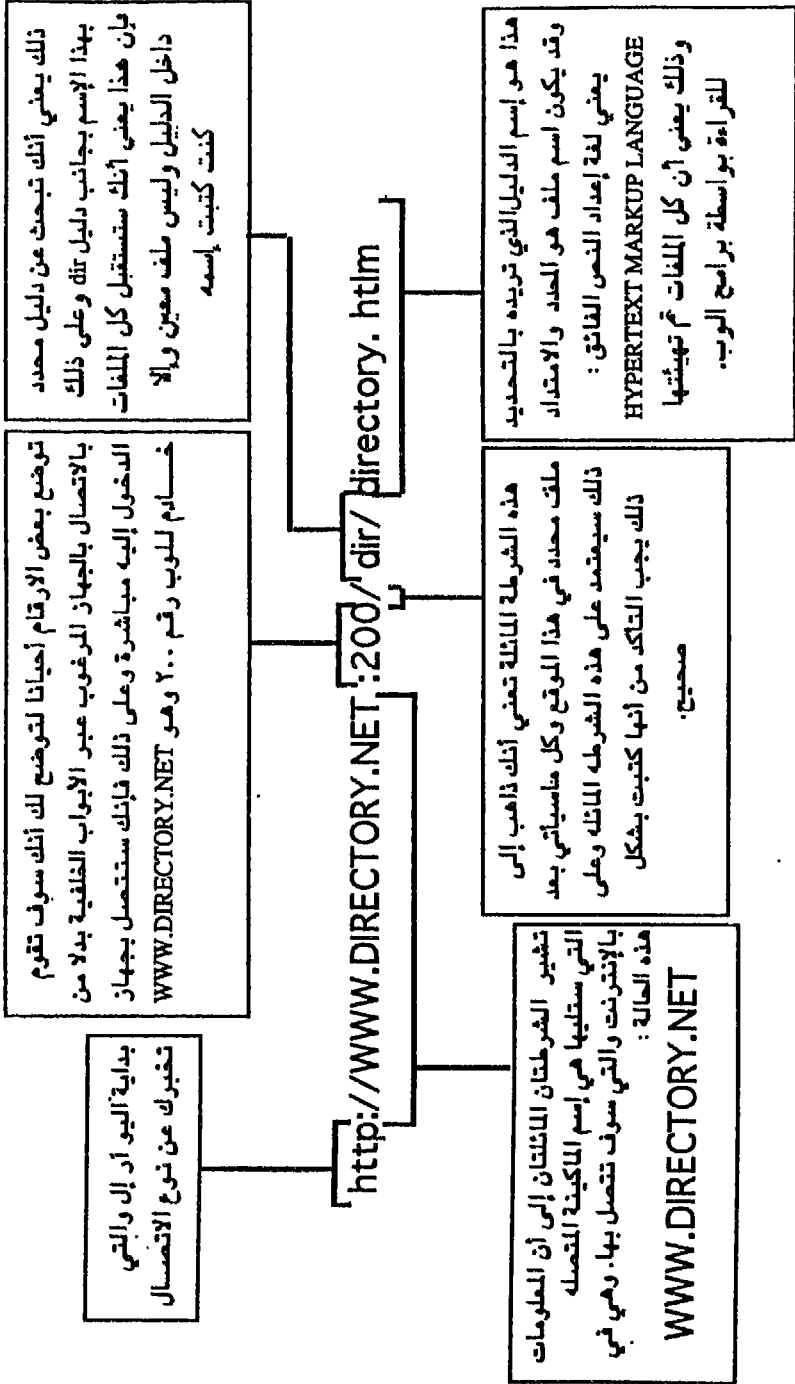 بداية اليو آر إل والتي
تخبرك عن نوع الاتصال
توضع بعض الارقام أحيانا لتوضع لك أنك سوف تقوم
بالاتصال بالجهاز المرغوب عبر الابواب الخلفية بدلا من
الدخول إليه مباشرة وعلى ذلك فإنك ستتصل بجهاز
خادم للوب رقم ٢٠٠ وهو WWW.DIRECTORY.NET
ذلك يعني أنك تبحث عن دليل محدد
بهذا الإسم بجانب دليل dir وعلى ذلك
فإن هذا يعني أنك ستستقبل كل الملفات
داخل الدليل وليس ملف معين وإلا
كنت كتبت إسمه
http://WWW.DIRECTORY.NET :200/ dir/ directory. htlm
تشير الشرطتان المائلتان إلى أن المعلومات
التي ستليها هي إسم الماكينة المتصله
بالإنترنت والتي سوف تتصل بها. وهي في
هذه الحالة :
WWW.DIRECTORY.NET
هذه الشرطة المائلة تعني أنك ذاهب إلى
ملف محدد في هذا الموقع وكل ماسيأتي بعد
ذلك سيعتمد على هذه الشرطه المائله وعلى
ذلك يجب التاكد من أنها كتبت بشكل
صحيح.
هذا هو إسم الدليل الذي تريده بالتحديد
وقد يكون اسم ملف هو المحدد والامتداد
يعني لغة إعداد النص الفائق :
HYPERTEXT MARKUP LANGUAGE
وذلك يعني أن كل الملفات تم تهيئتها
للقراءة بواسطة برامج الوب.